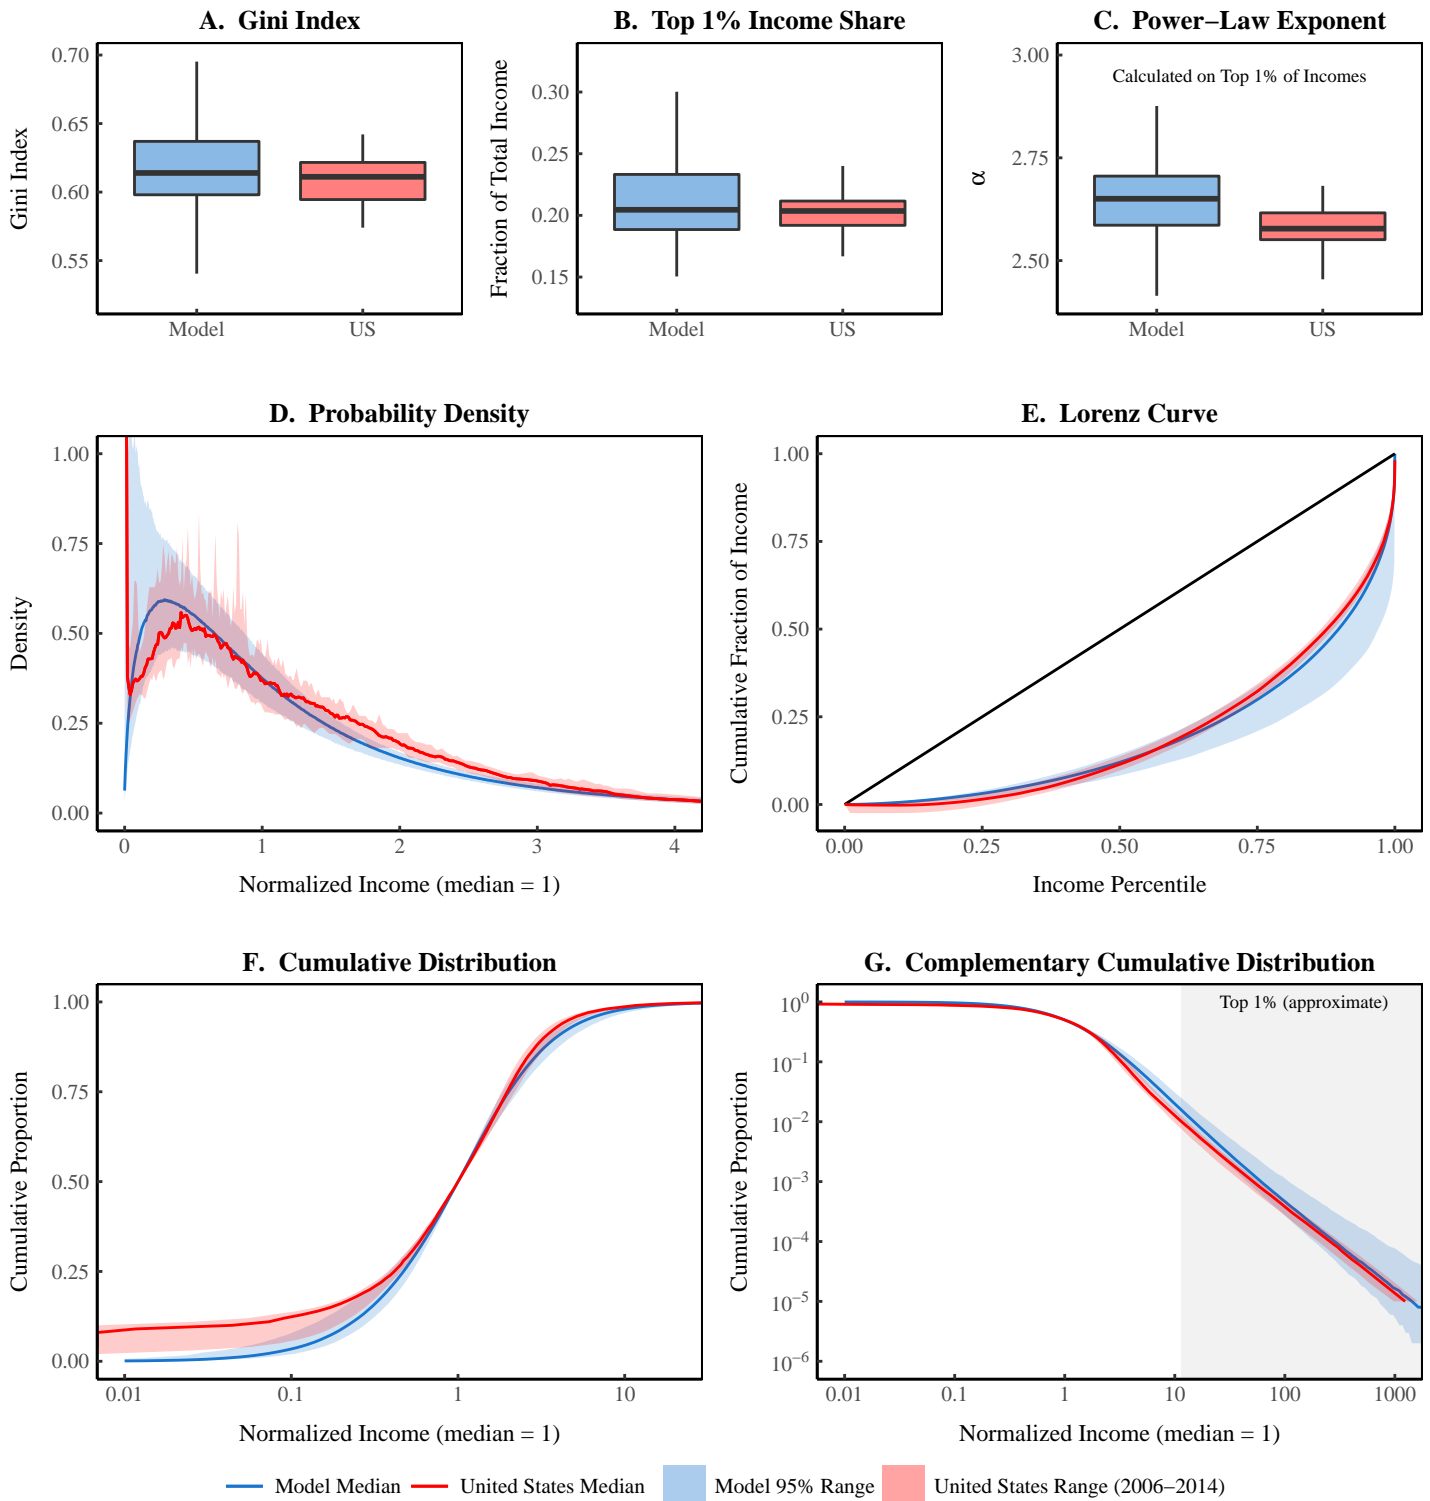 A.  Gini Index
Gini Index
0.70
0.65
0.60
0.55
Model
US
B.  Top 1% Income Share
Fraction of Total Income
0.30
0.25
0.20
0.15
Model
US
C.  Power−Law Exponent
Calculated on Top 1% of Incomes
α
3.00
2.75
2.50
Model
US
D.  Probability Density
Density
1.00
0.75
0.50
0.25
0.00
0
1
2
3
4
Normalized Income (median = 1)
E.  Lorenz Curve
Cumulative Fraction of Income
1.00
0.75
0.50
0.25
0.00
0.00
0.25
0.50
0.75
1.00
Income Percentile
F.  Cumulative Distribution
Cumulative Proportion
1.00
0.75
0.50
0.25
0.00
0.01
0.1
1
10
Normalized Income (median = 1)
G.  Complementary Cumulative Distribution
Top 1% (approximate)
Cumulative Proportion
10⁰
10⁻¹
10⁻²
10⁻³
10⁻⁴
10⁻⁵
10⁻⁶
0.01
0.1
1
10
100
1000
Normalized Income (median = 1)
Model Median
United States Median
Model 95% Range
United States Range (2006−2014)